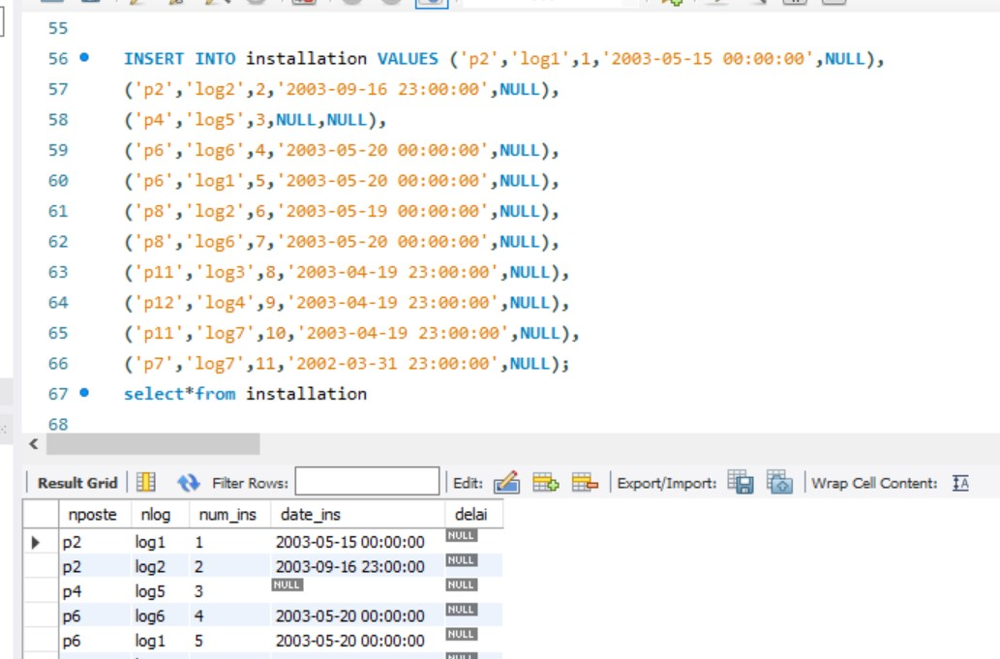 55
56 INSERT INTO installation VALUES ('p2','log1',1,'2003-05-15 00:00:00',NULL),
57 ('p2','log2',2,'2003-09-16 23:00:00',NULL),
58 ('p4','log5',3,NULL,NULL),
59 ('p6','log6',4,'2003-05-20 00:00:00',NULL),
60 ('p6','log1',5,'2003-05-20 00:00:00',NULL),
61 ('p8','log2',6,'2003-05-19 00:00:00',NULL),
62 ('p8','log6',7,'2003-05-20 00:00:00',NULL),
63 ('p11','log3',8,'2003-04-19 23:00:00',NULL),
64 ('p12','log4',9,'2003-04-19 23:00:00',NULL),
65 ('p11','log7',10,'2003-04-19 23:00:00',NULL),
66 ('p7','log7',11,'2002-03-31 23:00:00',NULL);
67 select*from installation
68
Result Grid Filter Rows: Edit: Export/Import: Wrap Cell Content: IA
nposte nlog num_ins date_ins delai
p2 log1 1 2003-05-15 00:00:00 NULL
p2 log2 2 2003-09-16 23:00:00 NULL
p4 log5 3 NULL NULL
p6 log6 4 2003-05-20 00:00:00 NULL
p6 log1 5 2003-05-20 00:00:00 NULL
NULL